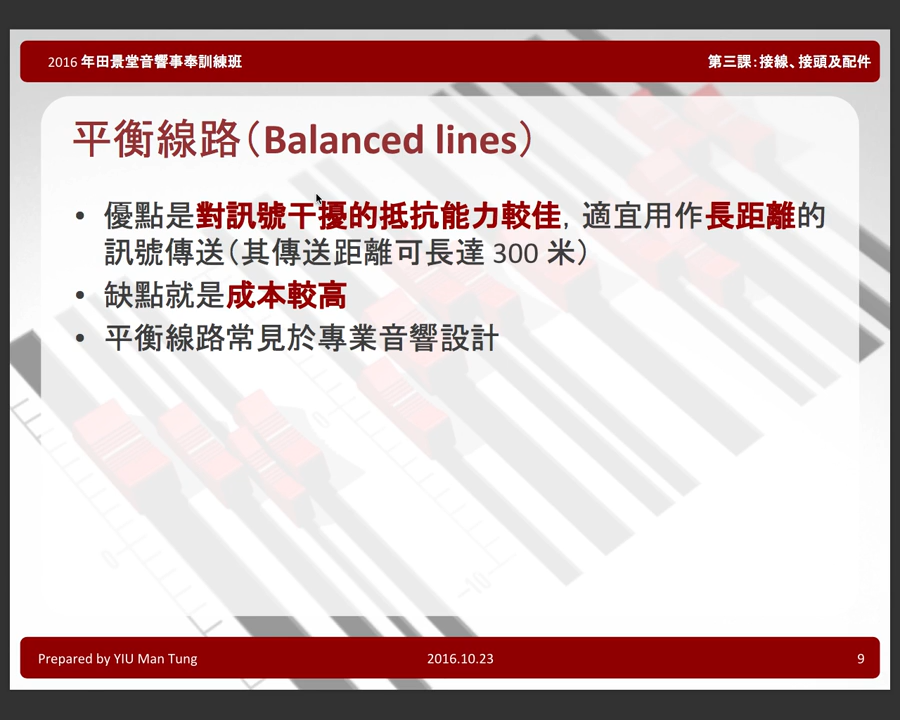 2016 年田景堂音響事奉訓練班
第三課：接線、接頭及配件
平衡線路（Balanced lines）
• 優點是對訊號干擾的抵抗能力較佳，適宜用作長距離的
訊號傳送（其傳送距離可長達 300 米）
• 缺點就是成本較高
• 平衡線路常見於專業音響設計
Prepared by YIU Man Tung
2016.10.23
9